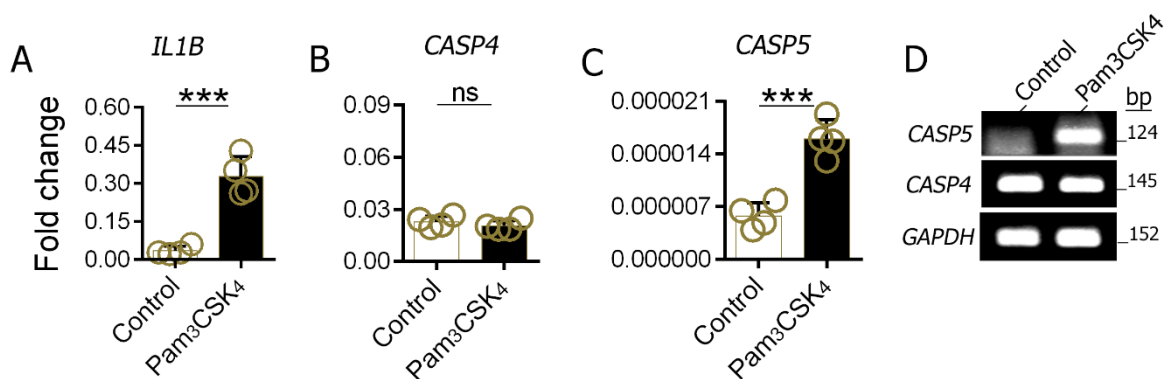 A
IL1B
***
Fold change
0.60
0.45
0.30
0.15
0.00
Control
Pam3CSK4
B
CASP4
ns
0.09
0.06
0.03
0.00
Control
Pam3CSK4
C
CASP5
***
0.000021
0.000014
0.000007
0.000000
Control
Pam3CSK4
D
Control
Pam3CSK4
bp
CASP5
124
CASP4
145
GAPDH
152